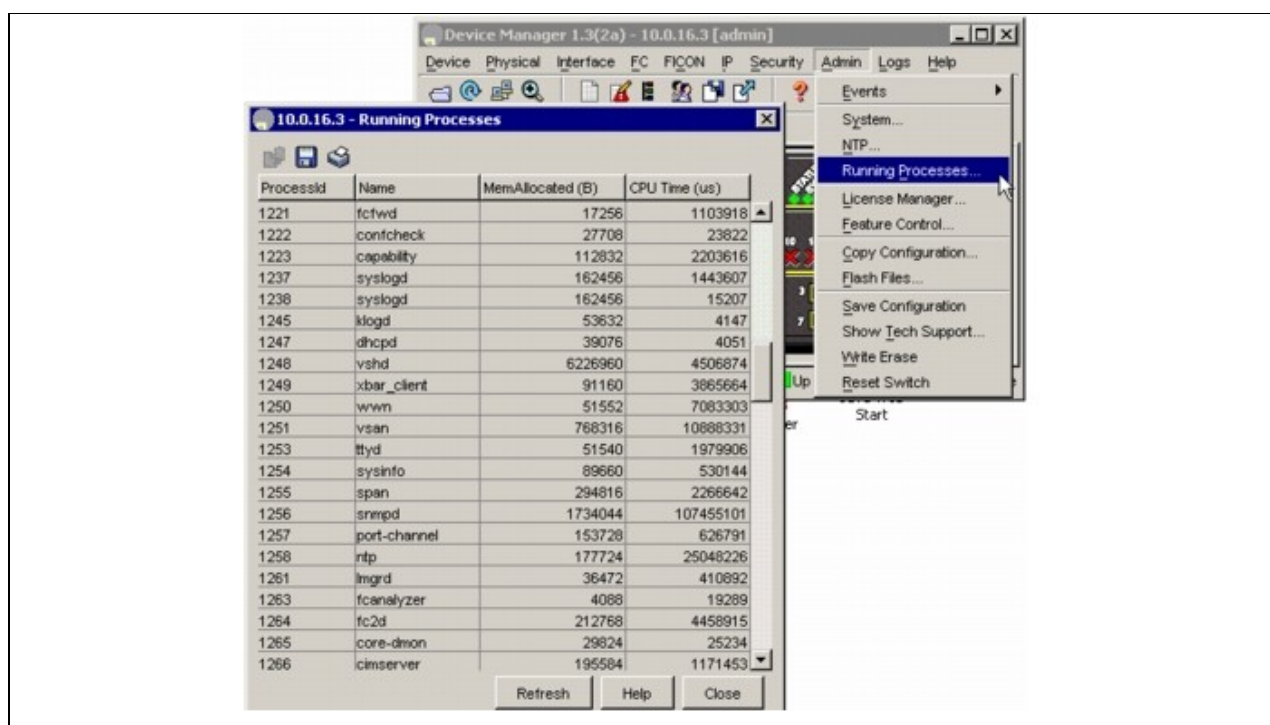 Device Manager 1.3(2a) - 10.0.16.3 [admin]
Device Physical Interface FC FICON IP Security Admin Logs Help
Events
System...
NTP...
Running Processes...
License Manager...
Feature Control...
Copy Configuration...
Flash Files...
Save Configuration
Show Tech Support...
Write Erase
Reset Switch
Up
Start
er
10.0.16.3 - Running Processes
ProcessId Name MemAllocated (B) CPU Time (us)
1221 fcfwd 17256 1103918
1222 confcheck 27708 23822
1223 capability 112832 2203616
1237 syslogd 162456 1443607
1238 syslogd 162456 15207
1245 klogd 53632 4147
1247 dhcpd 39076 4051
1248 vshd 6226960 4506874
1249 xbar_client 91160 3865664
1250 wwn 51552 7083303
1251 vsan 768316 10888331
1253 ttyd 51540 1979906
1254 sysinfo 89660 530144
1255 span 294816 2266642
1256 snmpd 1734044 107455101
1257 port-channel 153728 626791
1258 ntp 177724 25048226
1261 lmgrd 36472 410892
1263 fcanalyzer 4088 19289
1264 fc2d 212768 4458915
1265 core-dmon 29824 25234
1266 cimserver 195584 1171453
Refresh Help Close